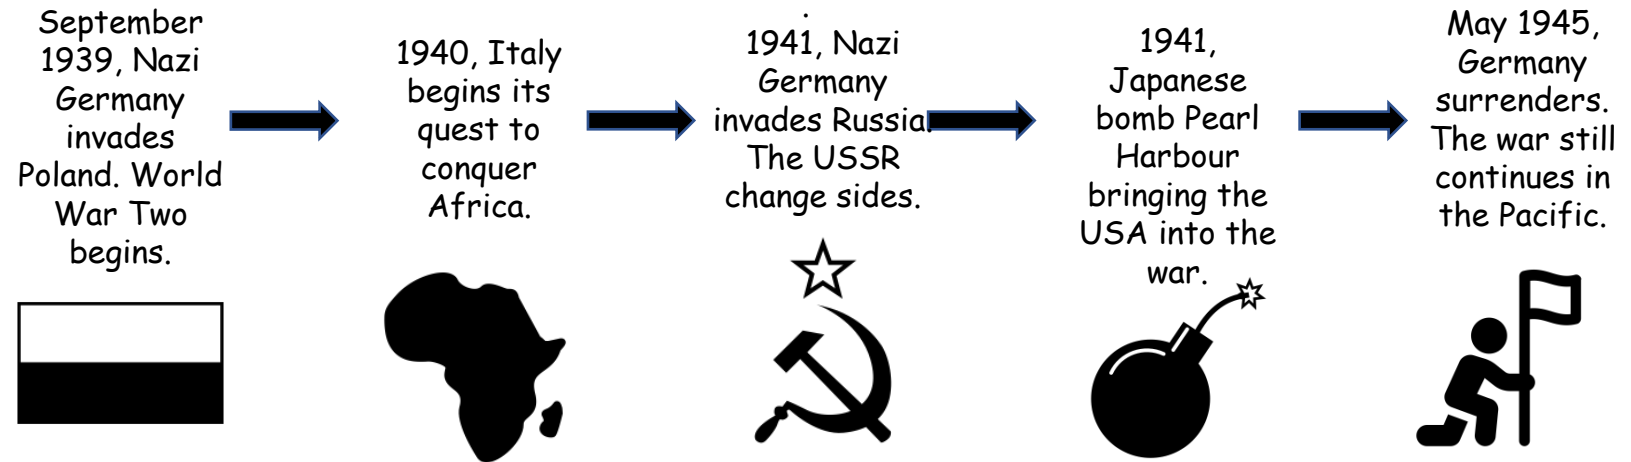 September
1939, Nazi
Germany
invades
Poland. World
War Two
begins.
1940, Italy
begins its
quest to
conquer
Africa.
.
1941, Nazi
Germany
invades Russia.
The USSR
change sides.
1941,
Japanese
bomb Pearl
Harbour
bringing the
USA into the
war.
May 1945,
Germany
surrenders.
The war still
continues in
the Pacific.